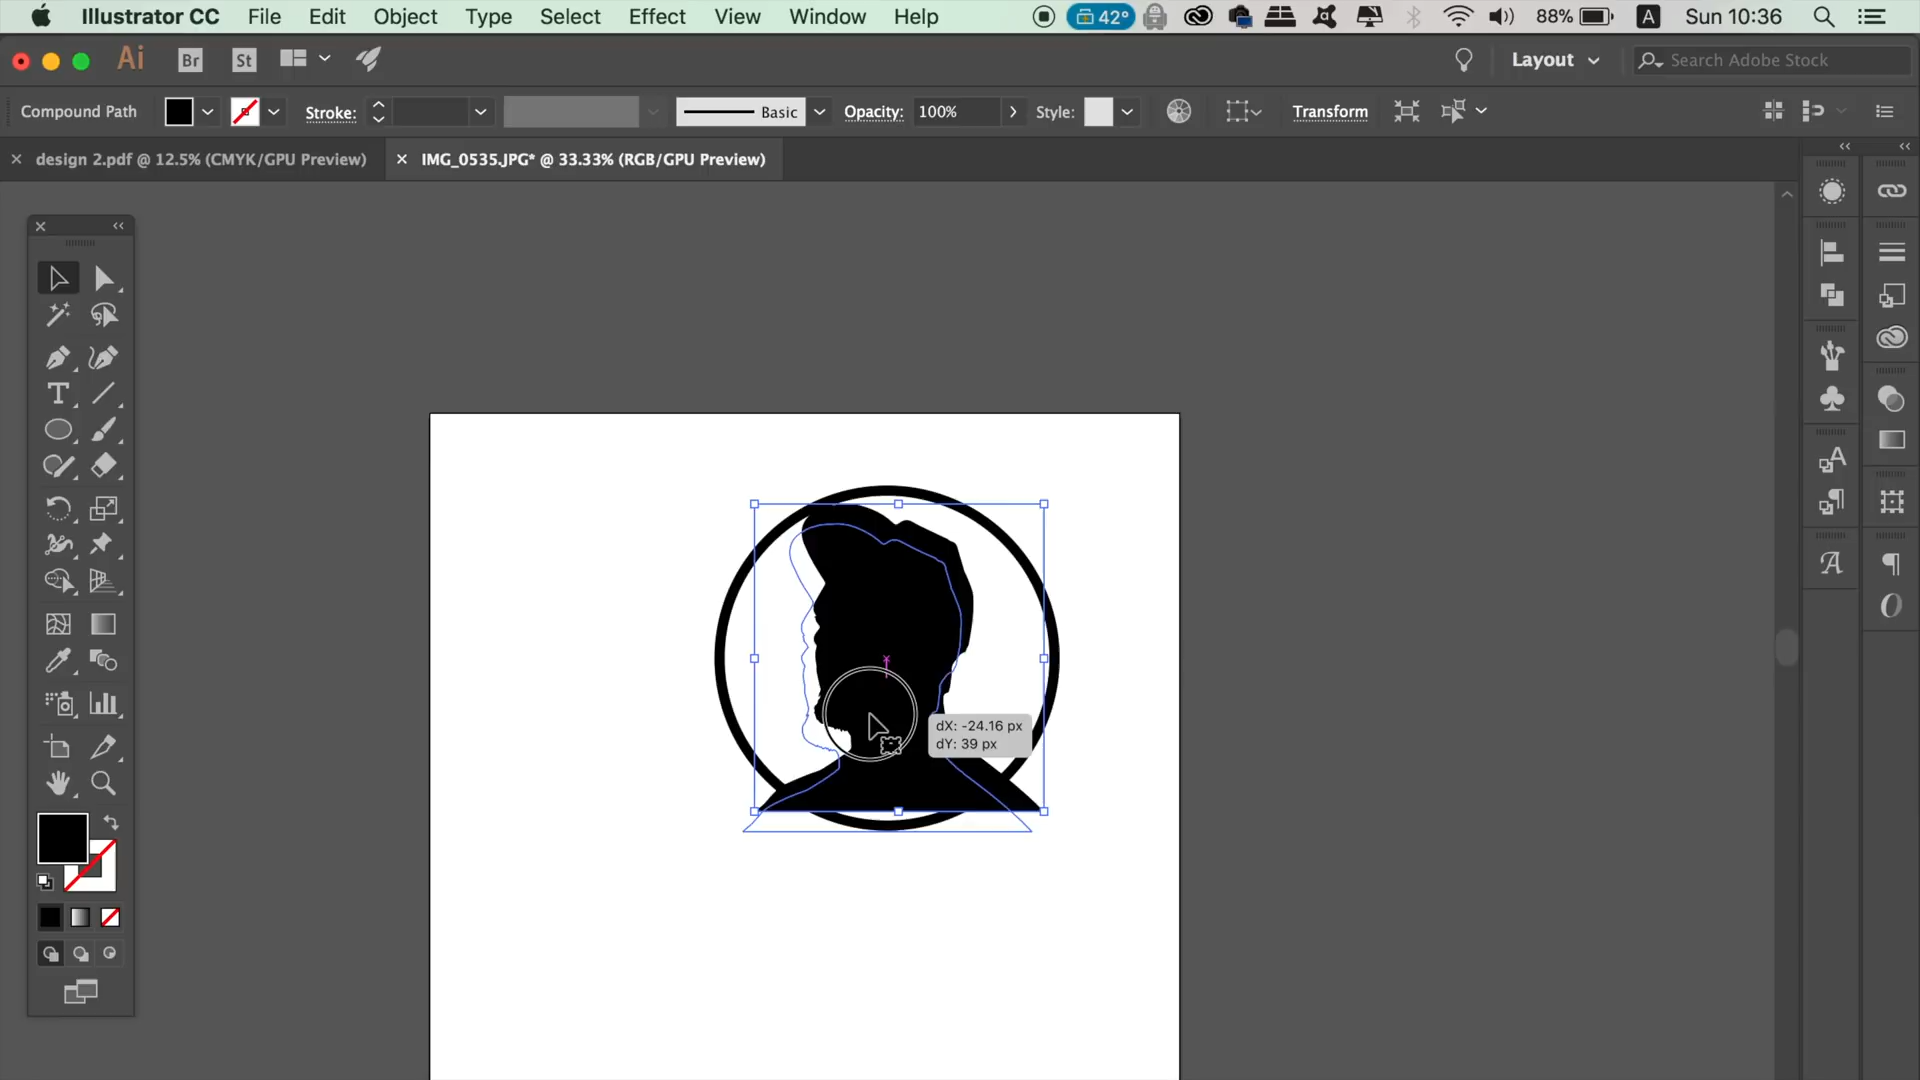 Illustrator CC File Edit Object Type Select Effect View Window Help 42° 88% A Sun 10:36
Ai Br St Layout Search Adobe Stock
Compound Path Stroke: Basic Opacity: 100% Style: Transform
design 2.pdf @ 12.5% (CMYK/GPU Preview) IMG_0535.JPG* @ 33.33% (RGB/GPU Preview)
dX: -24.16 px
dY: 39 px